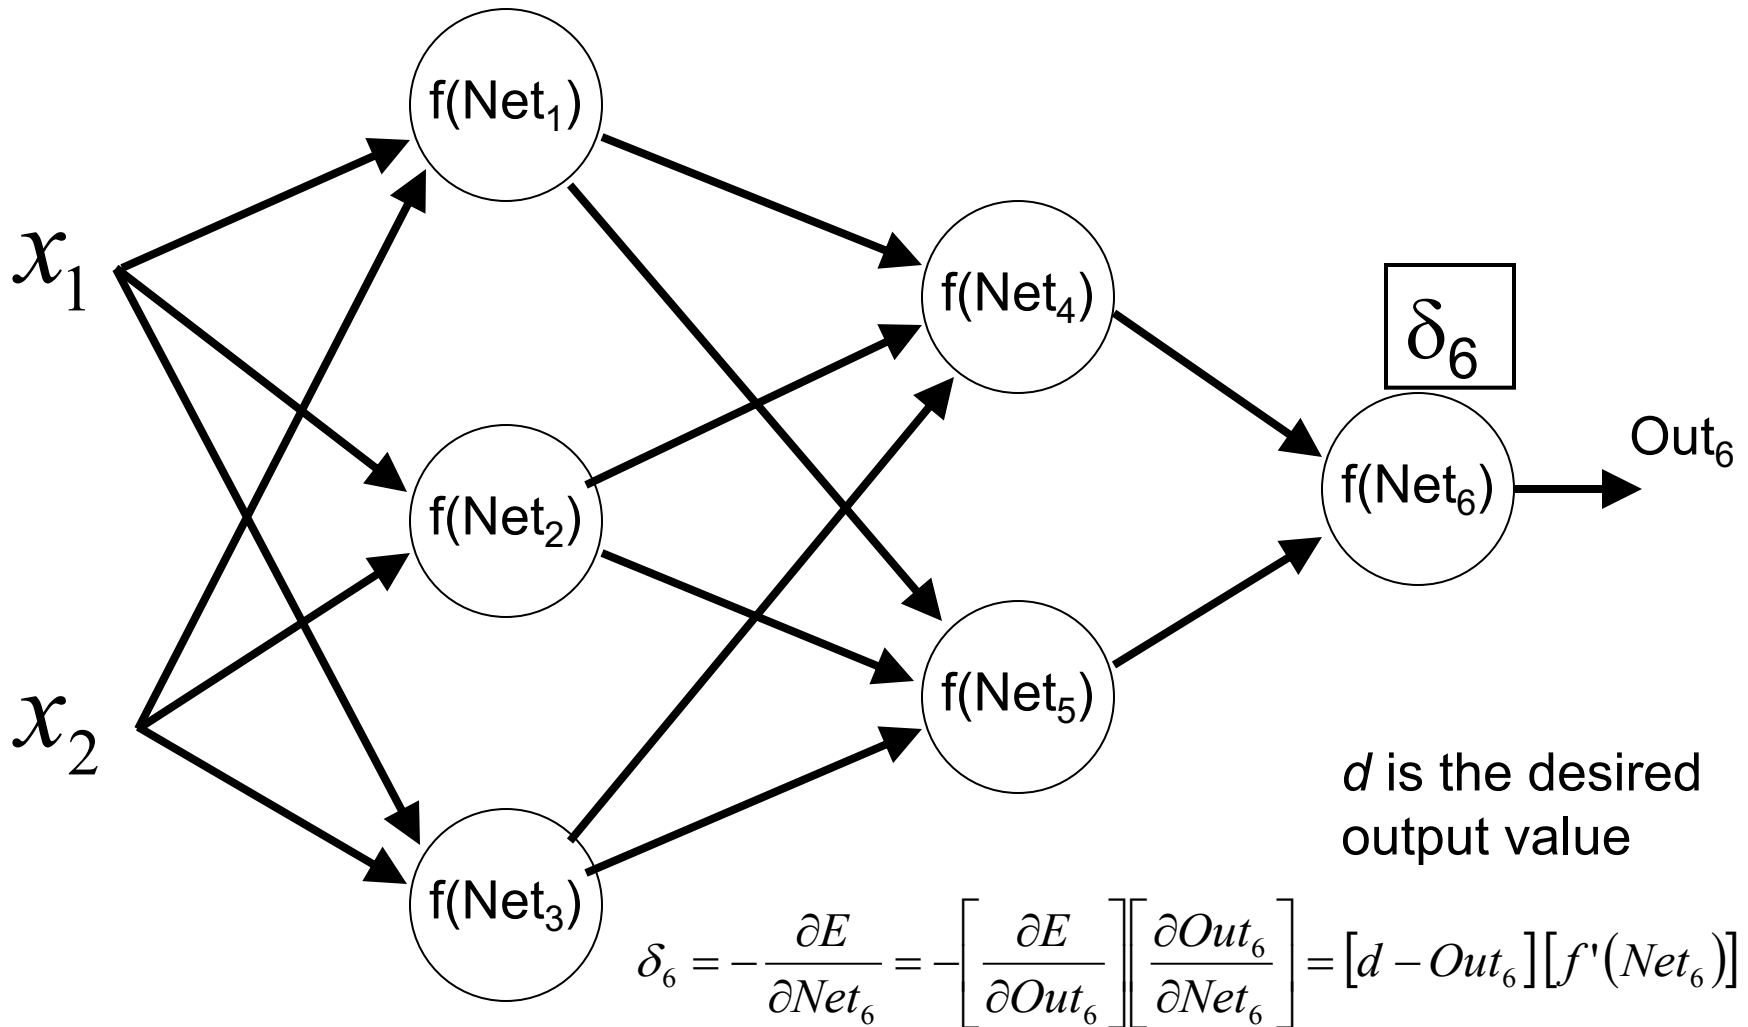 f(Net₁)
x₁
f(Net₄)
δ₆
Out₆
f(Net₆)
f(Net₂)
f(Net₅)
x₂
d is the desired
output value
f(Net₃)
δ₆ = −∂E/∂Net₆ = −[∂E/∂Out₆][∂Out₆/∂Net₆] = [d − Out₆][f'(Net₆)]